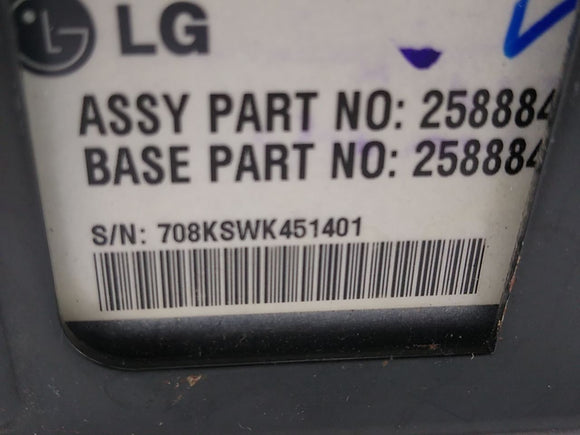 LG
ASSY PART NO: 258884
BASE PART NO: 258884
S/N: 708KSWK451401